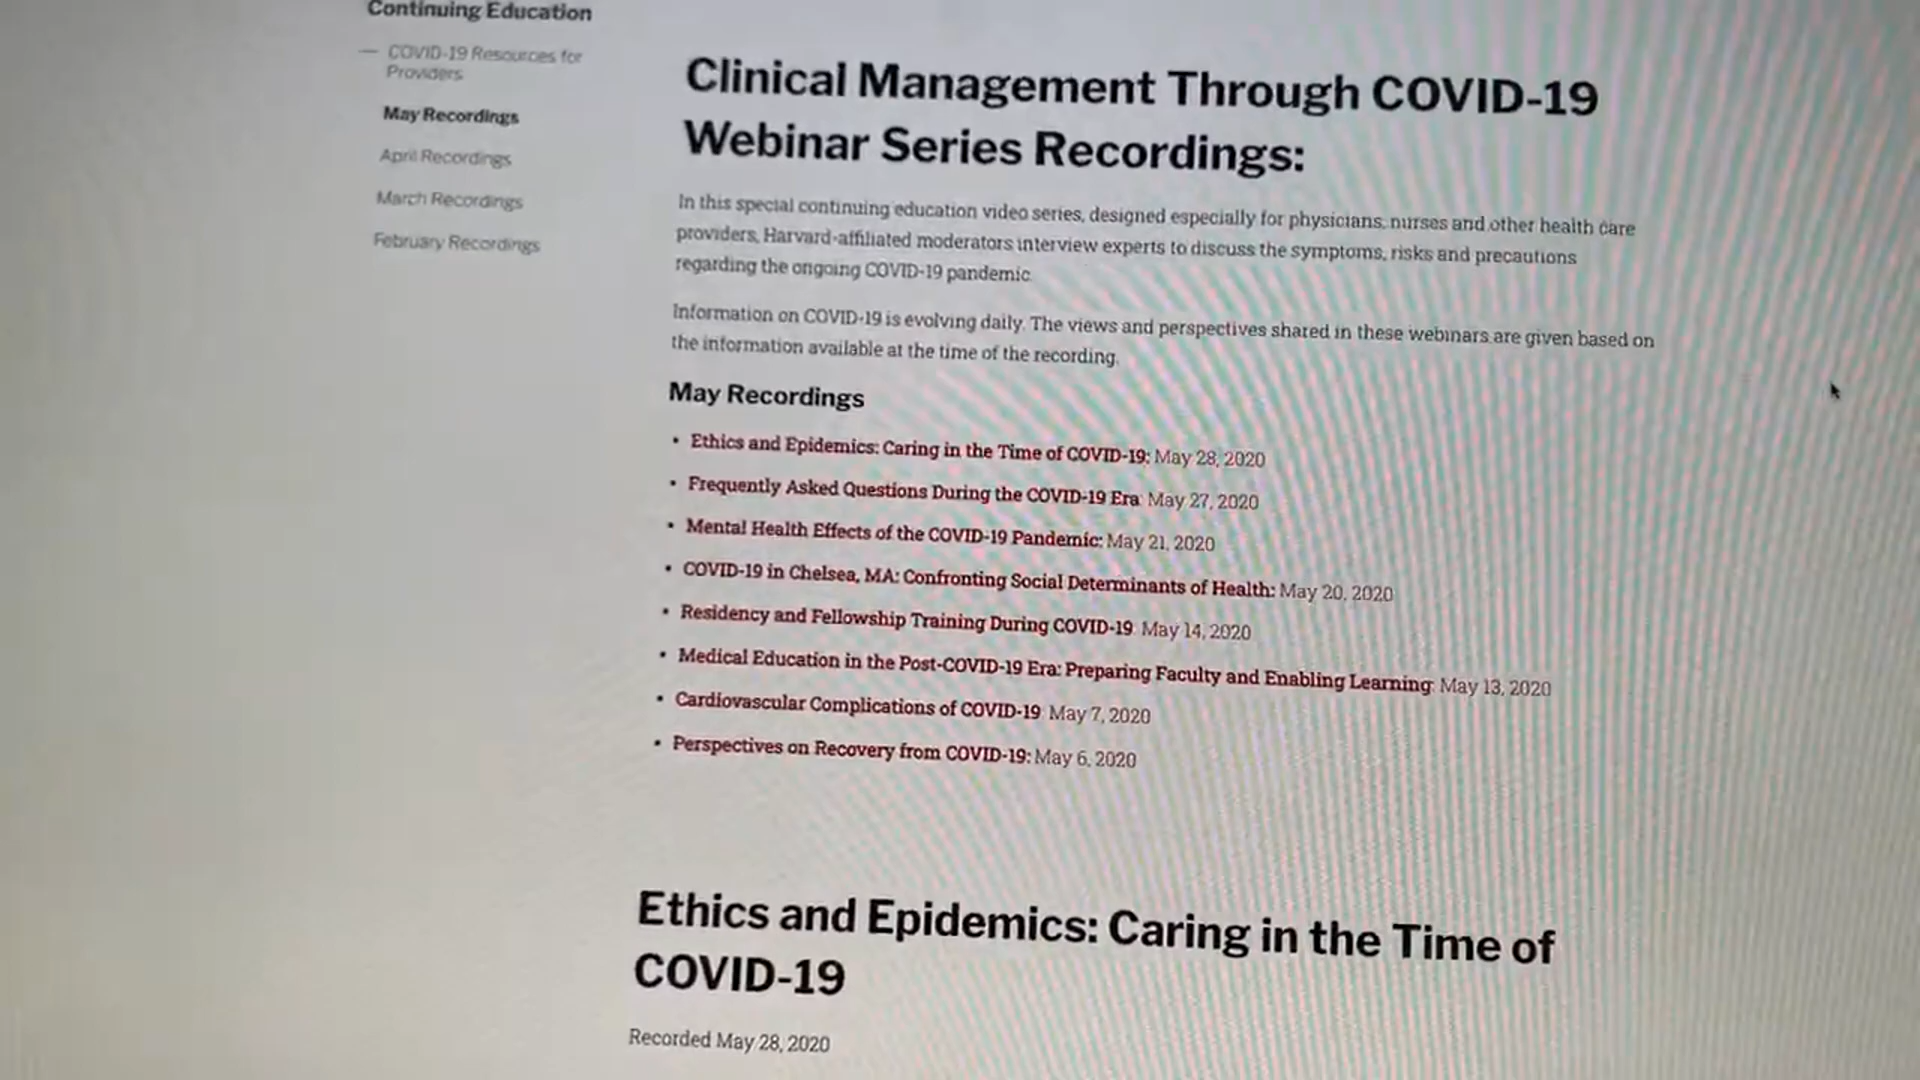 Continuing Education
— COVID-19 Resources for
Providers
May Recordings
April Recordings
March Recordings
February Recordings
Clinical Management Through COVID-19
Webinar Series Recordings:
In this special continuing education video series, designed especially for physicians, nurses and other health care
providers, Harvard-affiliated moderators interview experts to discuss the symptoms, risks and precautions
regarding the ongoing COVID-19 pandemic.
Information on COVID-19 is evolving daily. The views and perspectives shared in these webinars are given based on
the information available at the time of the recording.
May Recordings
• Ethics and Epidemics: Caring in the Time of COVID-19: May 28, 2020
• Frequently Asked Questions During the COVID-19 Era: May 27, 2020
• Mental Health Effects of the COVID-19 Pandemic: May 21, 2020
• COVID-19 in Chelsea, MA: Confronting Social Determinants of Health: May 20, 2020
• Residency and Fellowship Training During COVID-19: May 14, 2020
• Medical Education in the Post-COVID-19 Era: Preparing Faculty and Enabling Learning: May 13, 2020
• Cardiovascular Complications of COVID-19: May 7, 2020
• Perspectives on Recovery from COVID-19: May 6, 2020
Ethics and Epidemics: Caring in the Time of
COVID-19
Recorded May 28, 2020